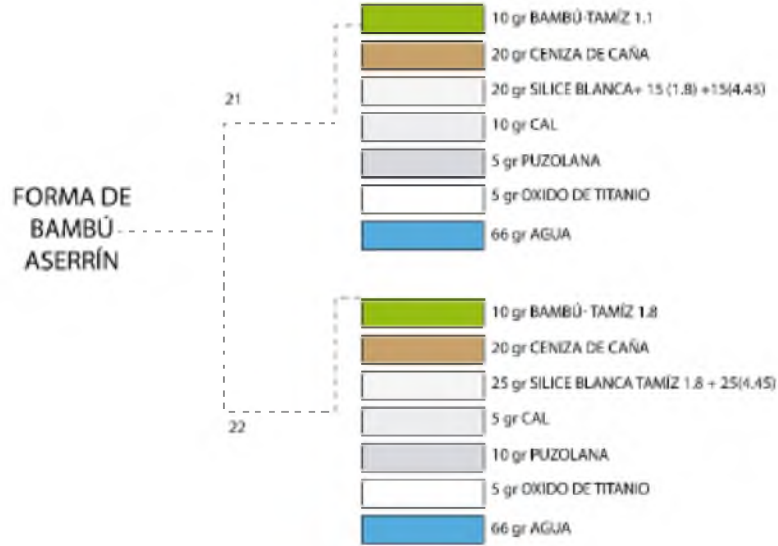 FORMA DE
BAMBÚ
ASERRÍN
21
10 gr BAMBÚ-TAMÍZ 1.1
20 gr CENIZA DE CAÑA
20 gr SILICE BLANCA+ 15 (1.8) +15(4.45)
10 gr CAL
5 gr PUZOLANA
5 gr OXIDO DE TITANIO
66 gr AGUA
22
10 gr BAMBÚ- TAMÍZ 1.8
20 gr CENIZA DE CAÑA
25 gr SILICE BLANCA TAMÍZ 1.8 + 25(4.45)
5 gr CAL
10 gr PUZOLANA
5 gr OXIDO DE TITANIO
66 gr AGUA